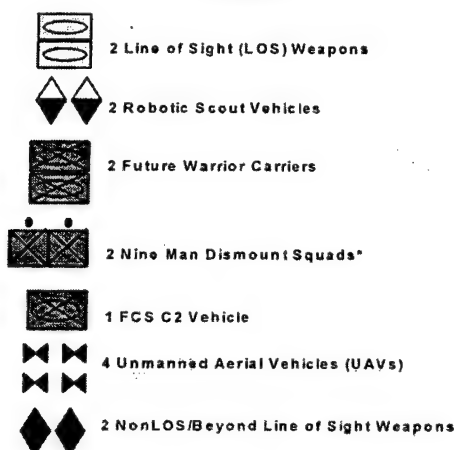 2 Line of Sight (LOS) Weapons
2 Robotic Scout Vehicles
2 Future Warrior Carriers
2 Nine Man Dismount Squads*
1 FCS C2 Vehicle
4 Unmanned Aerial Vehicles (UAVs)
2 NonLOS/Beyond Line of Sight Weapons